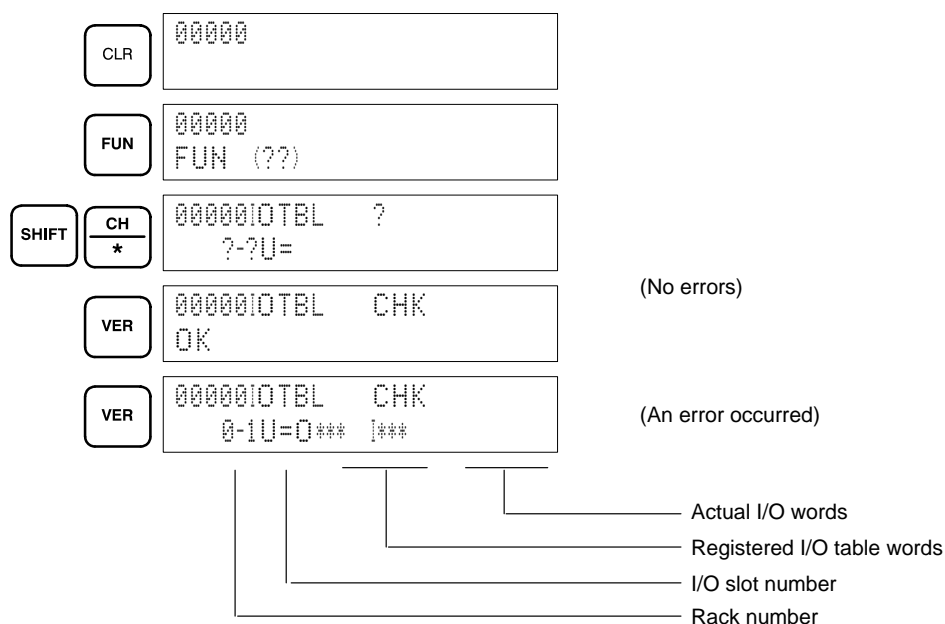 CLR
00000
FUN
00000
FUN (??)
SHIFT
CH
*
00000IOTBL ?
?-?U=
(No errors)
VER
00000IOTBL CHK
OK
VER
00000IOTBL CHK
0-1U=O*** I***
(An error occurred)
Actual I/O words
Registered I/O table words
I/O slot number
Rack number